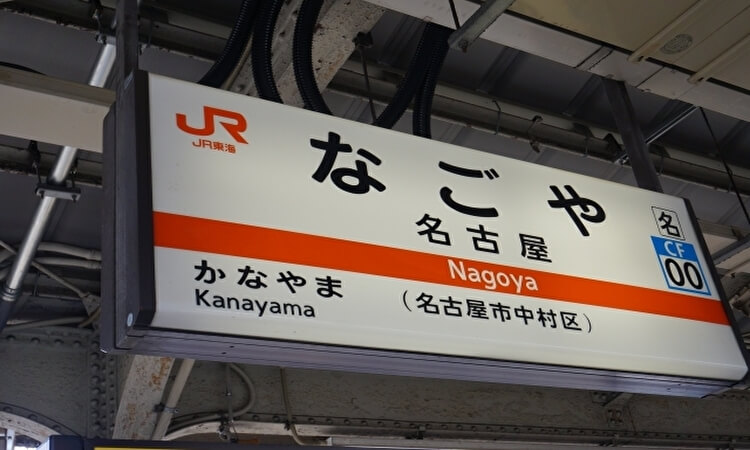 JR
JR東海
なごや
名古屋
Nagoya
名
CF
00
かなやま
Kanayama
(名古屋市中村区)